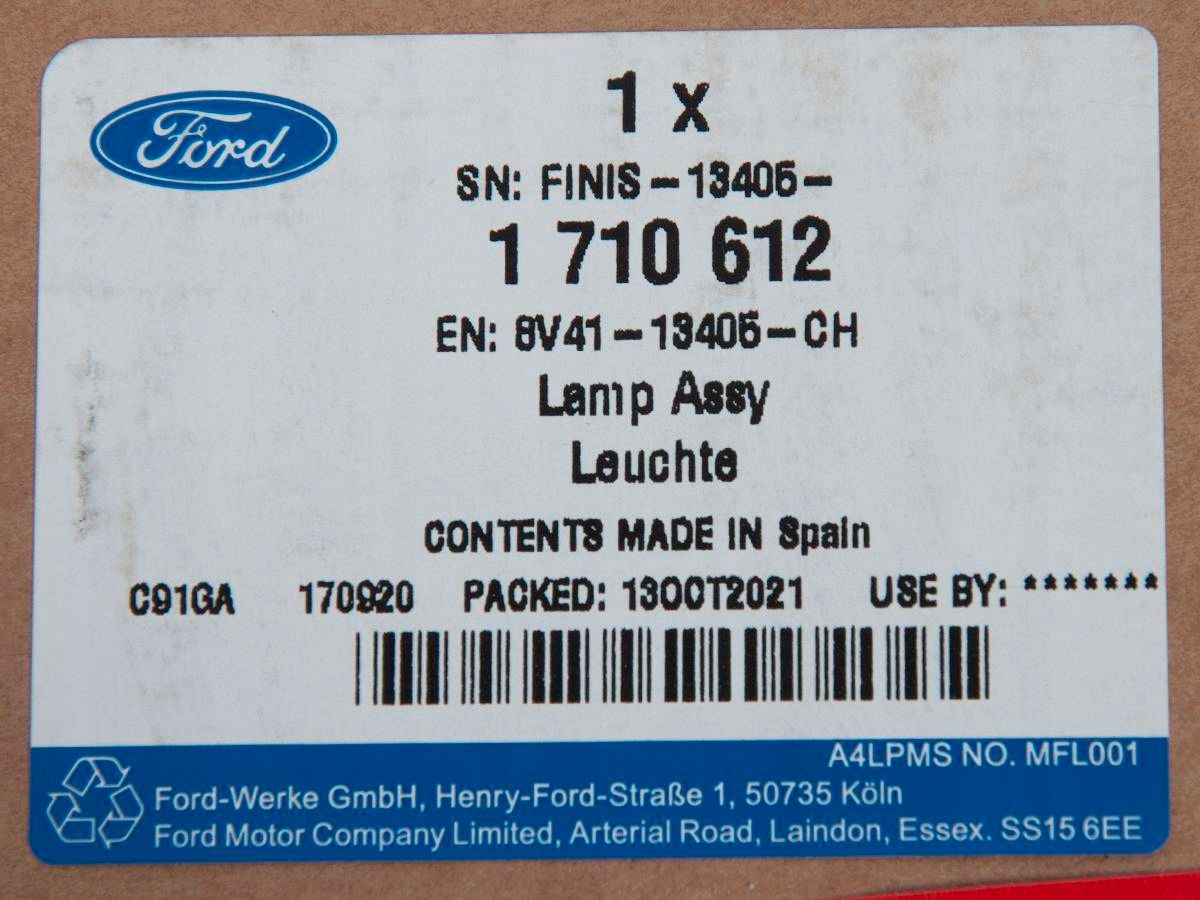 Ford
1 x
SN: FINIS-13405-
1 710 612
EN: 8V41-13405-CH
Lamp Assy
Leuchte
CONTENTS MADE IN Spain
C91GA 170920 PACKED: 13OCT2021 USE BY: *******
A4LPMS NO. MFL001
Ford-Werke GmbH, Henry-Ford-Straße 1, 50735 Köln
Ford Motor Company Limited, Arterial Road, Laindon, Essex. SS15 6EE